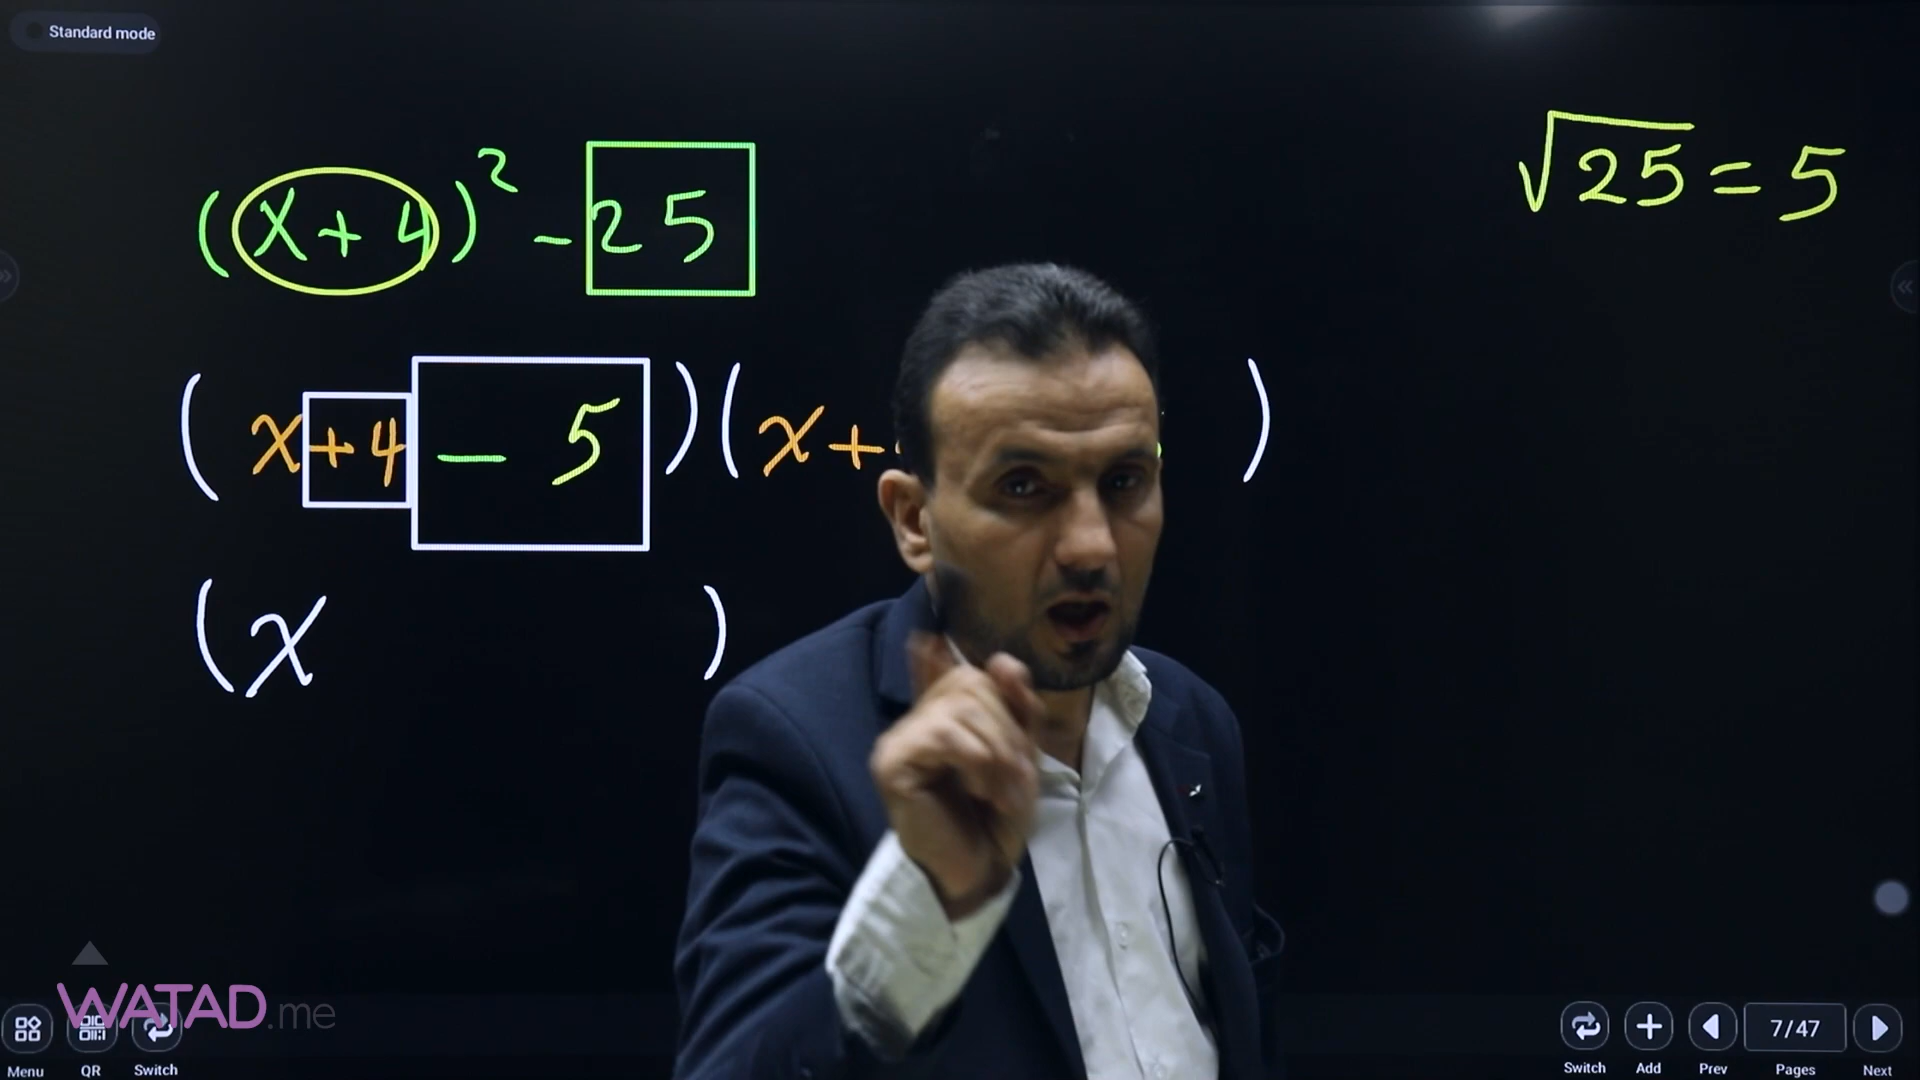 Standard mode
√25 = 5
(x + 4)² - 25
(x + 4 - 5)(x + )
(x )
WATAD.me
Menu QR Switch
Switch Add Prev 7/47 Pages Next